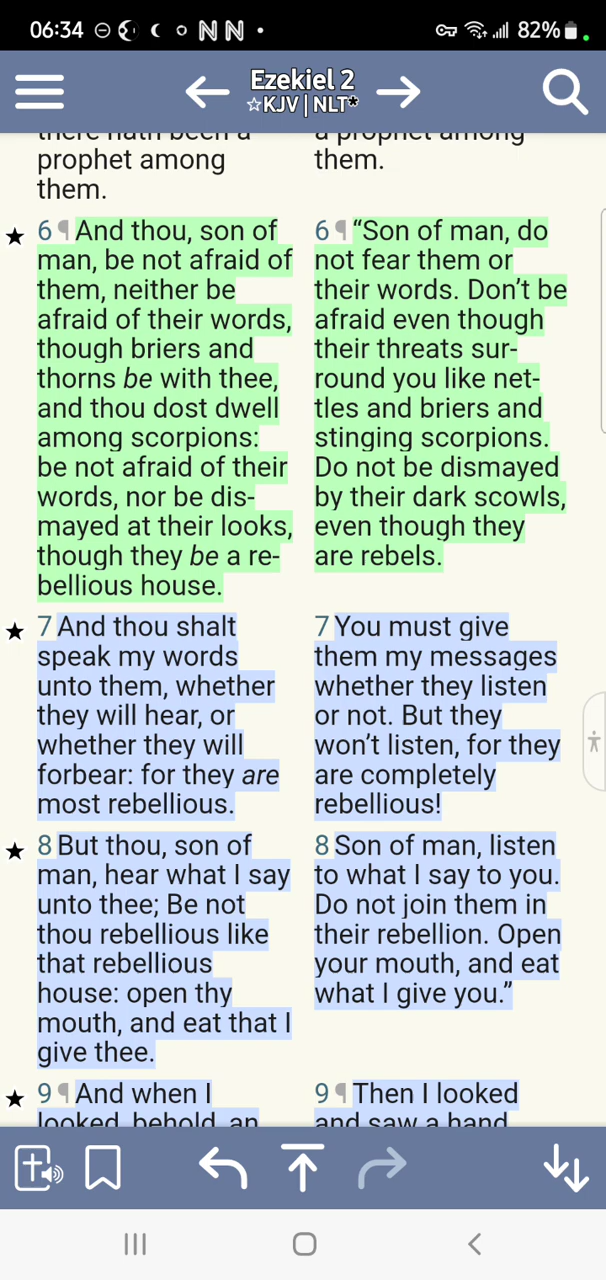 06:34 N N 82%
Ezekiel 2
☆KJV | NLT*
there hath been a
prophet among
them.
6 ¶ And thou, son of
man, be not afraid of
them, neither be
afraid of their words,
though briers and
thorns be with thee,
and thou dost dwell
among scorpions:
be not afraid of their
words, nor be dis-
mayed at their looks,
though they be a re-
bellious house.
7 And thou shalt
speak my words
unto them, whether
they will hear, or
whether they will
forbear: for they are
most rebellious.
8 But thou, son of
man, hear what I say
unto thee; Be not
thou rebellious like
that rebellious
house: open thy
mouth, and eat that I
give thee.
9 ¶ And when I
looked, behold, an
a prophet among
them.
6 ¶ “Son of man, do
not fear them or
their words. Don’t be
afraid even though
their threats sur-
round you like net-
tles and briers and
stinging scorpions.
Do not be dismayed
by their dark scowls,
even though they
are rebels.
7 You must give
them my messages
whether they listen
or not. But they
won’t listen, for they
are completely
rebellious!
8 Son of man, listen
to what I say to you.
Do not join them in
their rebellion. Open
your mouth, and eat
what I give you.”
9 ¶ Then I looked
and saw a hand